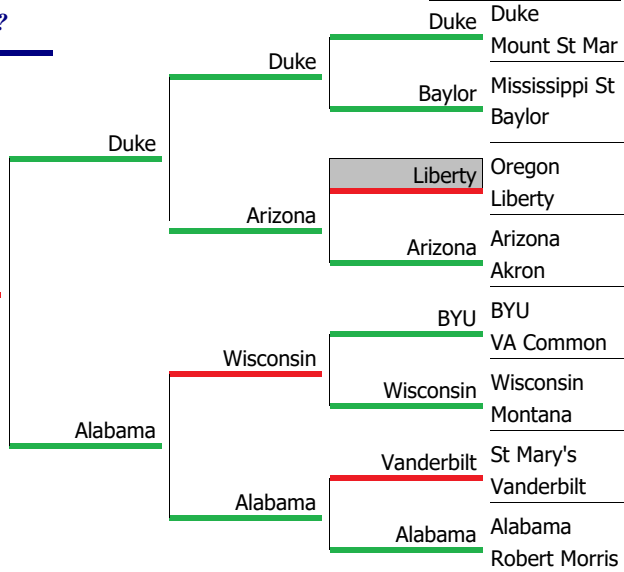 ?
Duke
Mount St Mar
Mississippi St
Baylor
Oregon
Liberty
Arizona
Akron
BYU
VA Common
Wisconsin
Montana
St Mary's
Vanderbilt
Alabama
Robert Morris
Duke
Baylor
Liberty
Arizona
BYU
Wisconsin
Vanderbilt
Alabama
Duke
Arizona
Wisconsin
Alabama
Duke
Alabama